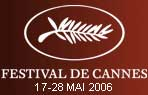 FESTIVAL DE CANNES
17-28 MAI 2006